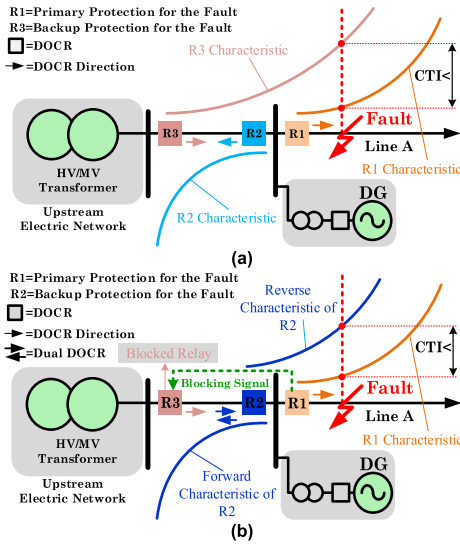 R1=Primary Protection for the Fault
R3=Backup Protection for the Fault
=DOCR
=DOCR Direction
R3 Characteristic
CTI<
R3
R2
R1
Fault
Line A
HV/MV
Transformer
R1 Characteristic
Upstream
Electric Network
R2 Characteristic
DG
(a)
R1=Primary Protection for the Fault
R2=Backup Protection for the Fault
=DOCR
=DOCR Direction
=Dual DOCR
Reverse
Characteristic of
R2
Blocked Relay
CTI<
Blocking Signal
R3
R2
R1
Fault
Line A
HV/MV
Transformer
R1 Characteristic
Upstream
Electric Network
Forward
Characteristic of
R2
DG
(b)